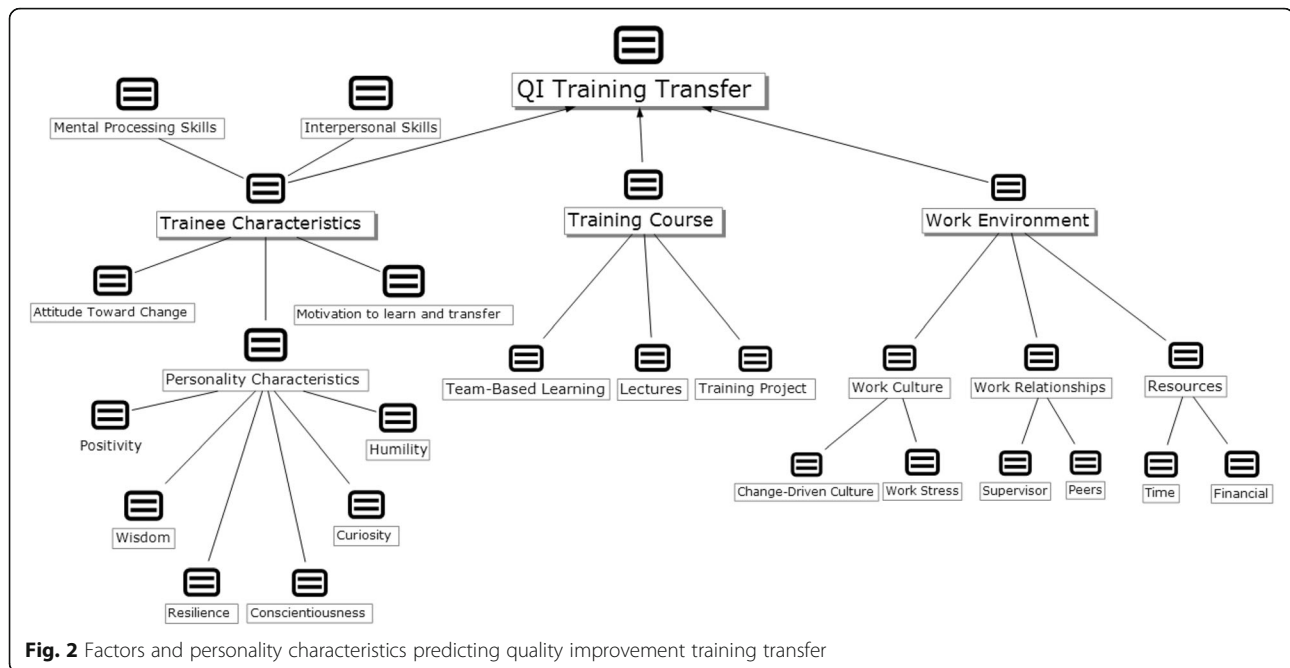 QI Training Transfer
Mental Processing Skills
Interpersonal Skills
Trainee Characteristics
Training Course
Work Environment
Attitude Toward Change
Motivation to learn and transfer
Personality Characteristics
Team-Based Learning
Lectures
Training Project
Work Culture
Work Relationships
Resources
Positivity
Humility
Change-Driven Culture
Work Stress
Supervisor
Peers
Time
Financial
Wisdom
Curiosity
Resilience
Conscientiousness
Fig. 2 Factors and personality characteristics predicting quality improvement training transfer